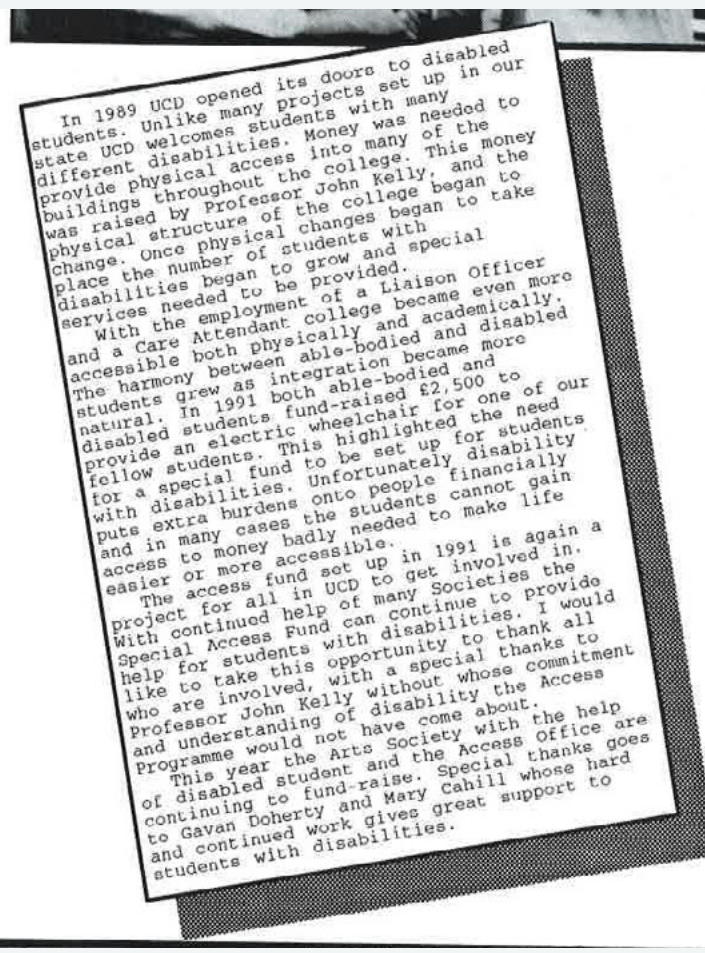 In 1989 UCD opened its doors to disabled
students. Unlike many projects set up in our
state UCD welcomes students with many
different disabilities. Money was needed to
provide physical access into many of the
buildings throughout the college. This money
was raised by Professor John Kelly, and the
physical structure of the college began to
change. Once physical changes began to take
place the number of students with
disabilities began to grow and special
services needed to be provided.
With the employment of a Liaison Officer
and a Care Attendant college became even more
accessible both physically and academically.
The harmony between able-bodied and disabled
students grew as integration became more
natural. In 1991 both able-bodied and
disabled students fund-raised £2,500 to
provide an electric wheelchair for one of our
fellow students. This highlighted the need
for a special fund to be set up for students
with disabilities. Unfortunately disability
puts extra burdens onto people financially
and in many cases the students cannot gain
access to money badly needed to make life
easier or more accessible.
The access fund set up in 1991 is again a
project for all in UCD to get involved in.
With continued help of many Societies the
Special Access Fund can continue to provide
help for students with disabilities. I would
like to take this opportunity to thank all
who are involved, with a special thanks to
Professor John Kelly without whose commitment
and understanding of disability the Access
Programme would not have come about.
This year the Arts Society with the help
of disabled student and the Access Office are
continuing to fund-raise. Special thanks goes
to Gavan Doherty and Mary Cahill whose hard
and continued work gives great support to
students with disabilities.